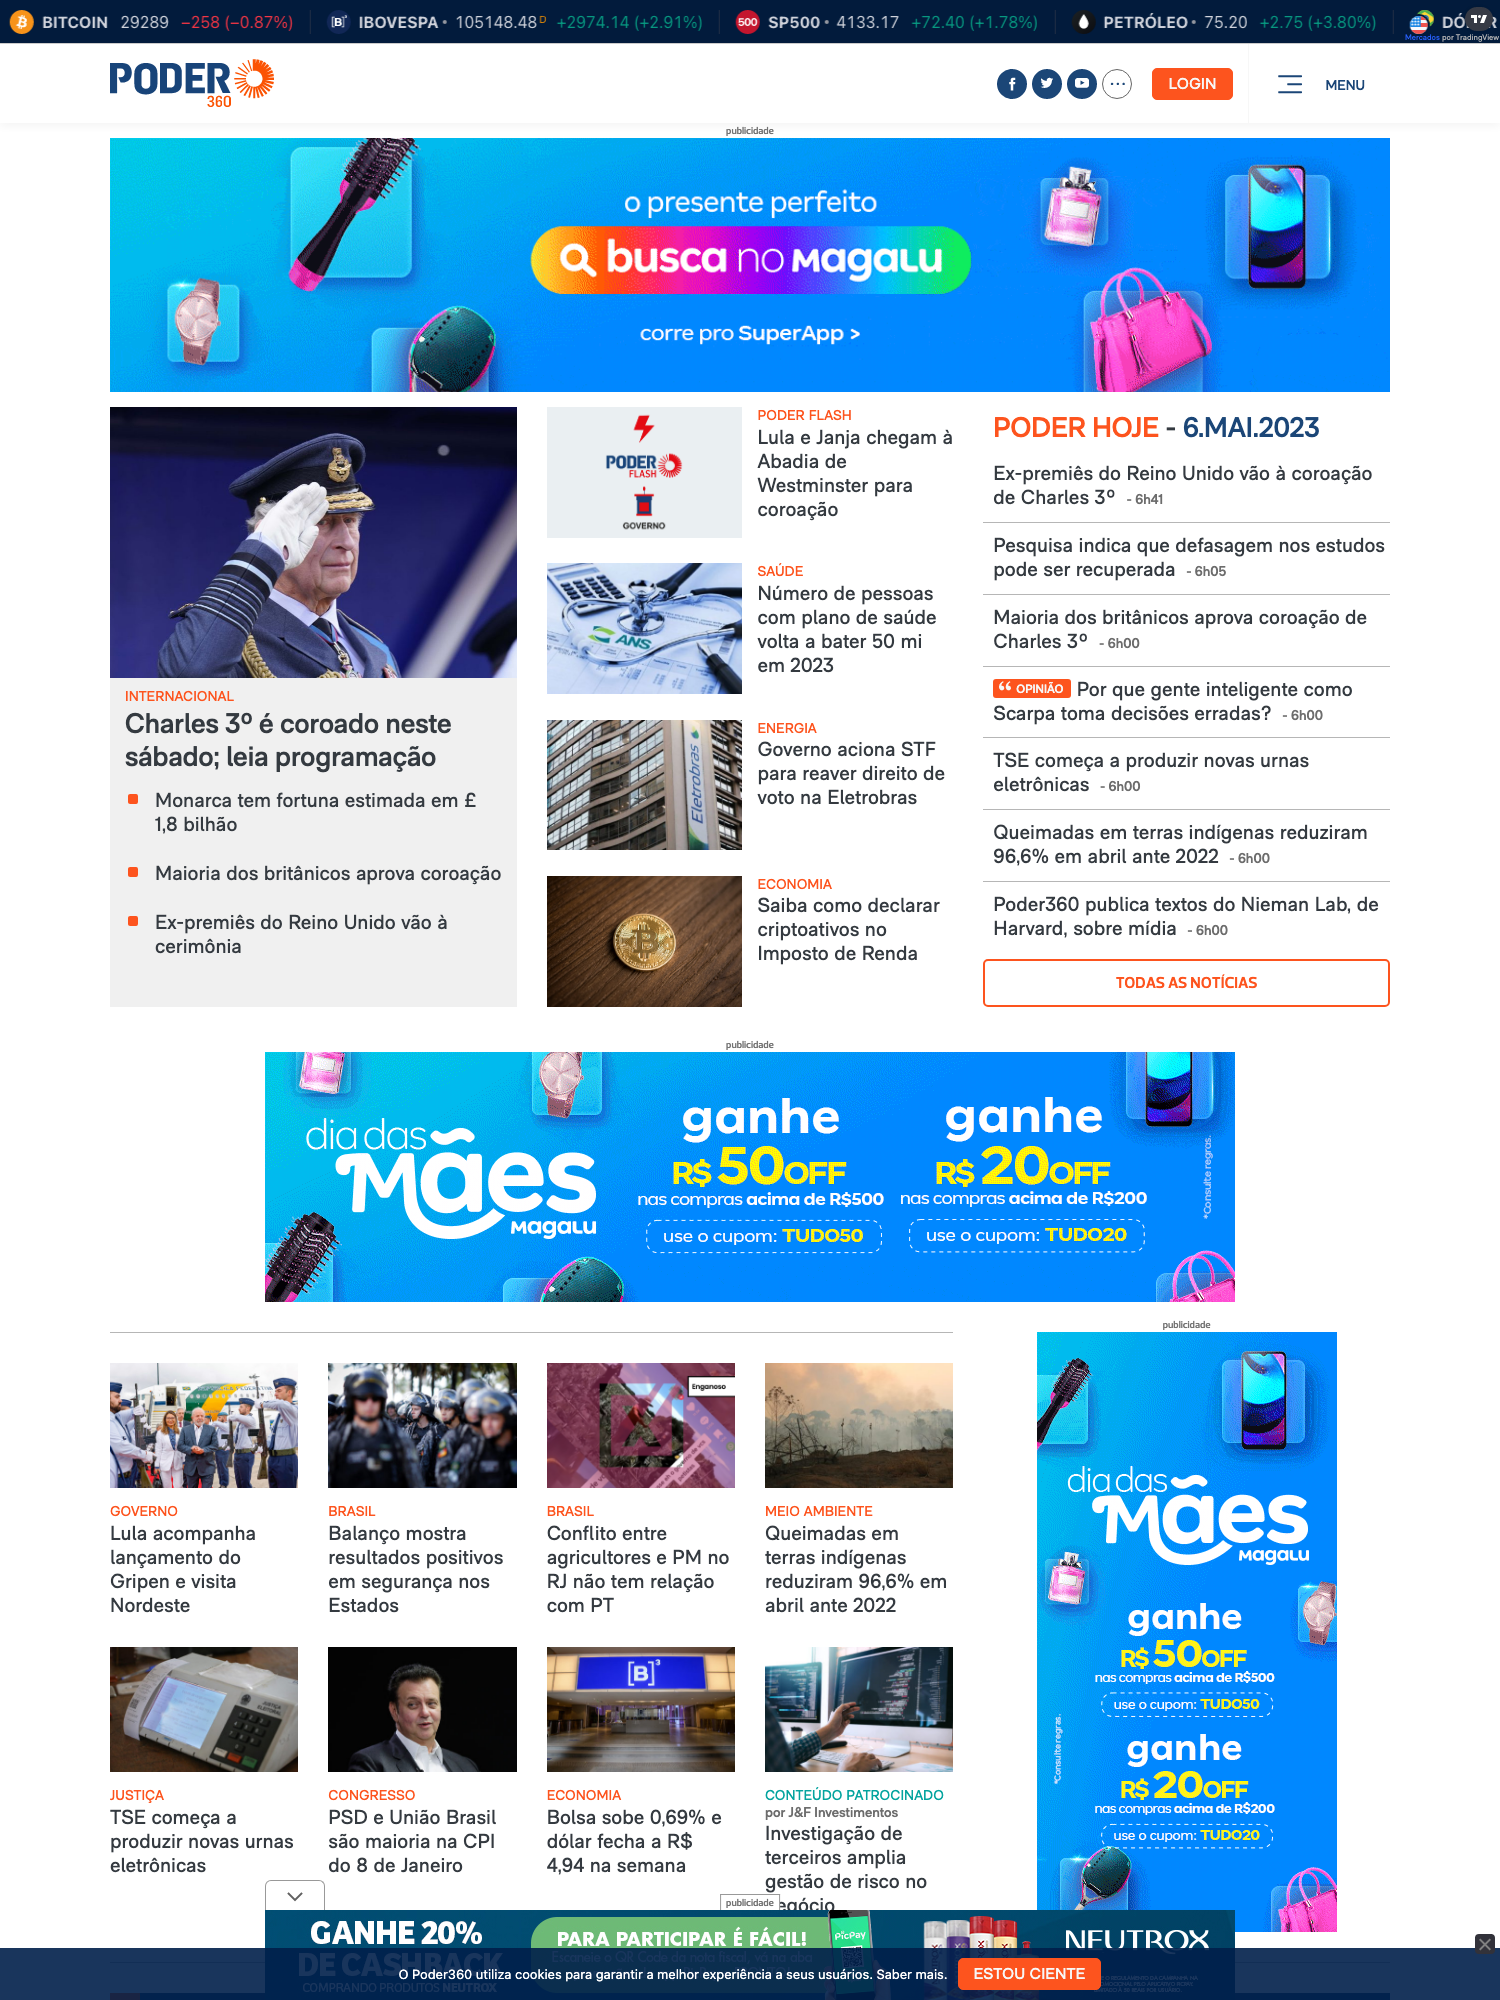 BITCOIN 29289 −258 (−0.87%)
IBOVESPA 105148.48 D +2974.14 (+2.91%)
500 SP500 4133.17 +72.40 (+1.78%)
PETRÓLEO 75.20 +2.75 (+3.80%)
Mercados por TradingView
PODER
360
LOGIN
MENU
publicidade
o presente perfeito
busca no Magalu
corre pro SuperApp >
INTERNACIONAL
Charles 3º é coroado neste
sábado; leia programação
Monarca tem fortuna estimada em £
1,8 bilhão
Maioria dos britânicos aprova coroação
Ex-premiês do Reino Unido vão à
cerimônia
PODER
FLASH
GOVERNO
PODER FLASH
Lula e Janja chegam à
Abadia de
Westminster para
coroação
ANS
SAÚDE
Número de pessoas
com plano de saúde
volta a bater 50 mi
em 2023
Eletrobras
ENERGIA
Governo aciona STF
para reaver direito de
voto na Eletrobras
ECONOMIA
Saiba como declarar
criptoativos no
Imposto de Renda
PODER HOJE - 6.MAI.2023
Ex-premiês do Reino Unido vão à coroação
de Charles 3º - 6h41
Pesquisa indica que defasagem nos estudos
pode ser recuperada - 6h05
Maioria dos britânicos aprova coroação de
Charles 3º - 6h00
OPINIÃO Por que gente inteligente como
Scarpa toma decisões erradas? - 6h00
TSE começa a produzir novas urnas
eletrônicas - 6h00
Queimadas em terras indígenas reduziram
96,6% em abril ante 2022 - 6h00
Poder360 publica textos do Nieman Lab, de
Harvard, sobre mídia - 6h00
TODAS AS NOTÍCIAS
publicidade
dia das
Mães
Magalu
ganhe
R$ 50 OFF
nas compras acima de R$500
use o cupom: TUDO50
ganhe
R$ 20 OFF
nas compras acima de R$200
use o cupom: TUDO20
*Consulte regras.
GOVERNO
Lula acompanha
lançamento do
Gripen e visita
Nordeste
BRASIL
Balanço mostra
resultados positivos
em segurança nos
Estados
Enganoso
BRASIL
Conflito entre
agricultores e PM no
RJ não tem relação
com PT
MEIO AMBIENTE
Queimadas em
terras indígenas
reduziram 96,6% em
abril ante 2022
JUSTIÇA
TSE começa a
produzir novas urnas
eletrônicas
CONGRESSO
PSD e União Brasil
são maioria na CPI
do 8 de Janeiro
[B]³
ECONOMIA
Bolsa sobe 0,69% e
dólar fecha a R$
4,94 na semana
CONTEÚDO PATROCINADO
por J&F Investimentos
Investigação de
terceiros amplia
gestão de risco no
negócio
publicidade
dia das
Mães
Magalu
ganhe
R$ 50 OFF
nas compras acima de R$500
use o cupom: TUDO50
ganhe
R$ 20 OFF
nas compras acima de R$200
use o cupom: TUDO20
*Consulte regras.
publicidade
GANHE 20%
DE CASHBACK
COMPRANDO PRODUTOS NEUTROX
PARA PARTICIPAR É FÁCIL!
PicPay
NEUTROX
O Poder360 utiliza cookies para garantir a melhor experiência a seus usuários. Saber mais.
ESTOU CIENTE